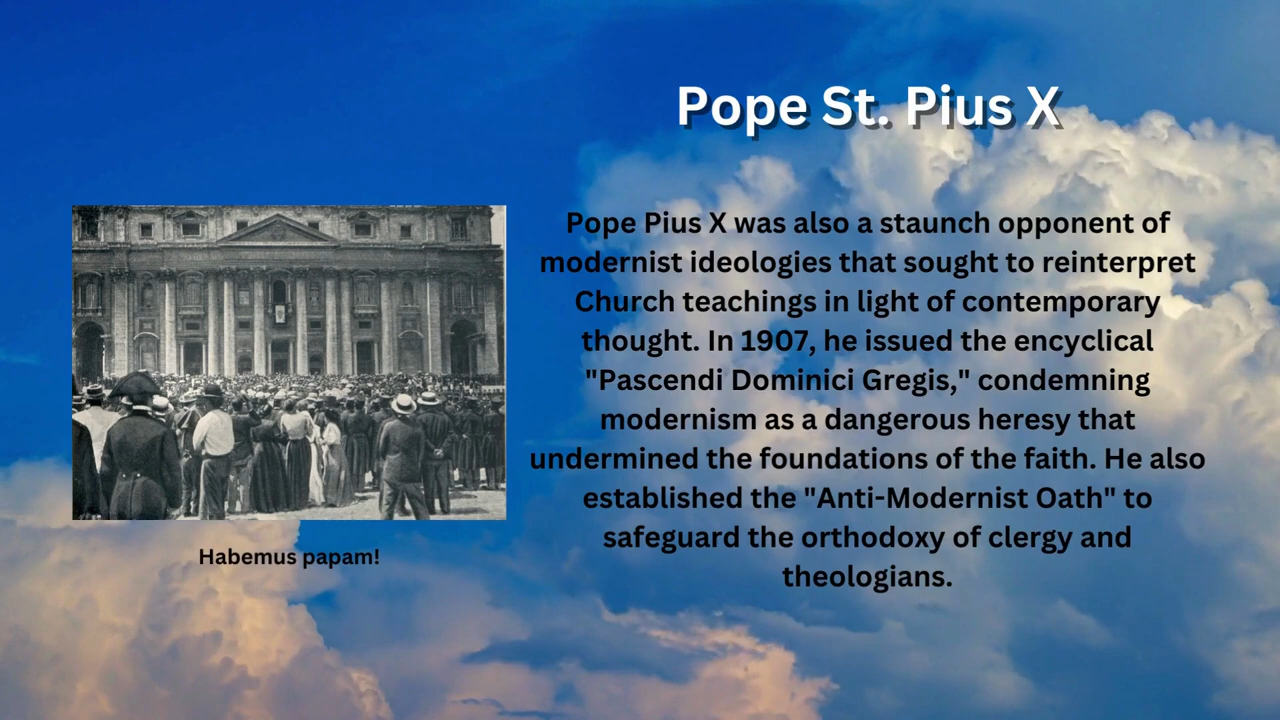 Pope St. Pius X
Pope Pius X was also a staunch opponent of
modernist ideologies that sought to reinterpret
Church teachings in light of contemporary
thought. In 1907, he issued the encyclical
"Pascendi Dominici Gregis," condemning
modernism as a dangerous heresy that
undermined the foundations of the faith. He also
established the "Anti-Modernist Oath" to
safeguard the orthodoxy of clergy and
theologians.
Habemus papam!